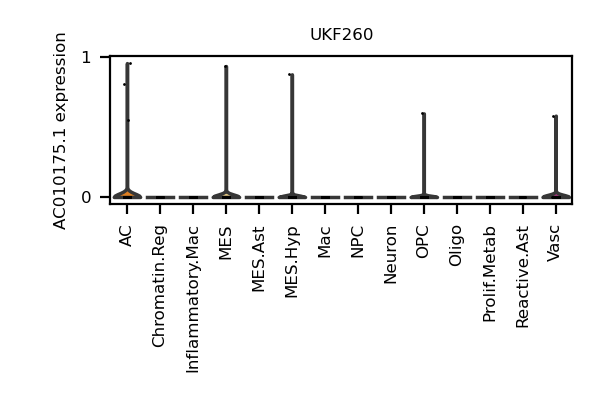 UKF260
AC010175.1 expression
1
0
AC
Chromatin.Reg
Inflammatory.Mac
MES
MES.Ast
MES.Hyp
Mac
NPC
Neuron
OPC
Oligo
Prolif.Metab
Reactive.Ast
Vasc